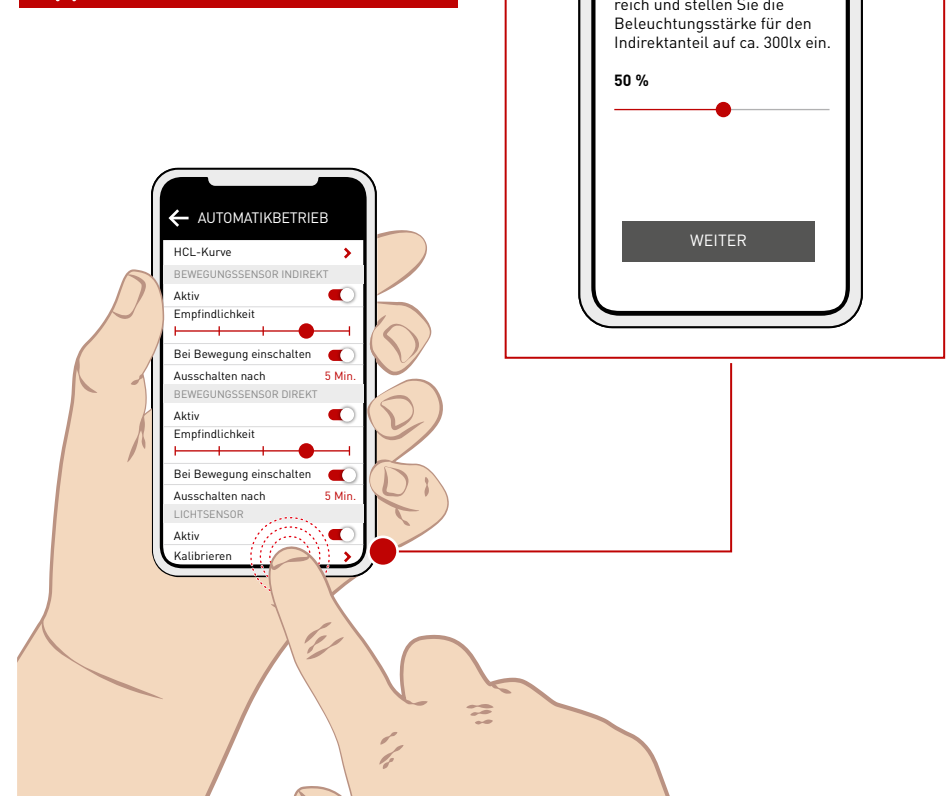 reich und stellen Sie die
Beleuchtungsstärke für den
Indirektanteil auf ca. 300lx ein.
50 %
WEITER
AUTOMATIKBETRIEB
HCL-Kurve
BEWEGUNGSSENSOR INDIREKT
Aktiv
Empfindlichkeit
Bei Bewegung einschalten
Ausschalten nach 5 Min.
BEWEGUNGSSENSOR DIREKT
Aktiv
Empfindlichkeit
Bei Bewegung einschalten
Ausschalten nach 5 Min.
LICHTSENSOR
Aktiv
Kalibrieren